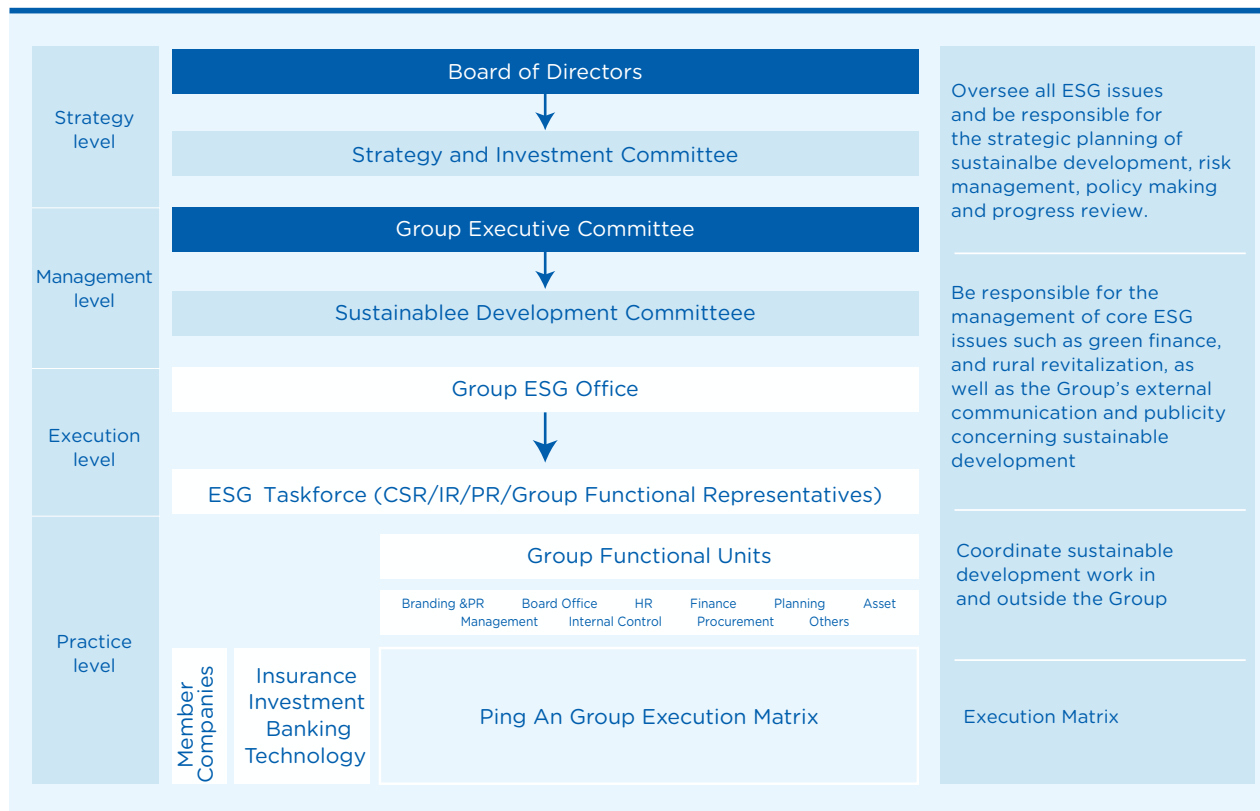 Strategy
level
Board of Directors
Strategy and Investment Committee
Oversee all ESG issues
and be responsible for
the strategic planning of
sustainalbe development, risk
management, policy making
and progress review.
Management
level
Group Executive Committee
Sustainablee Development Committeee
Be responsible for the
management of core ESG
issues such as green finance,
and rural revitalization, as
well as the Group's external
communication and publicity
concerning sustainable
development
Execution
level
Group ESG Office
ESG Taskforce (CSR/IR/PR/Group Functional Representatives)
Coordinate sustainable
development work in
and outside the Group
Practice
level
Group Functional Units
Branding &PR Board Office HR Finance Planning Asset
Management Internal Control Procurement Others
Member
Companies
Insurance
Investment
Banking
Technology
Ping An Group Execution Matrix
Execution Matrix